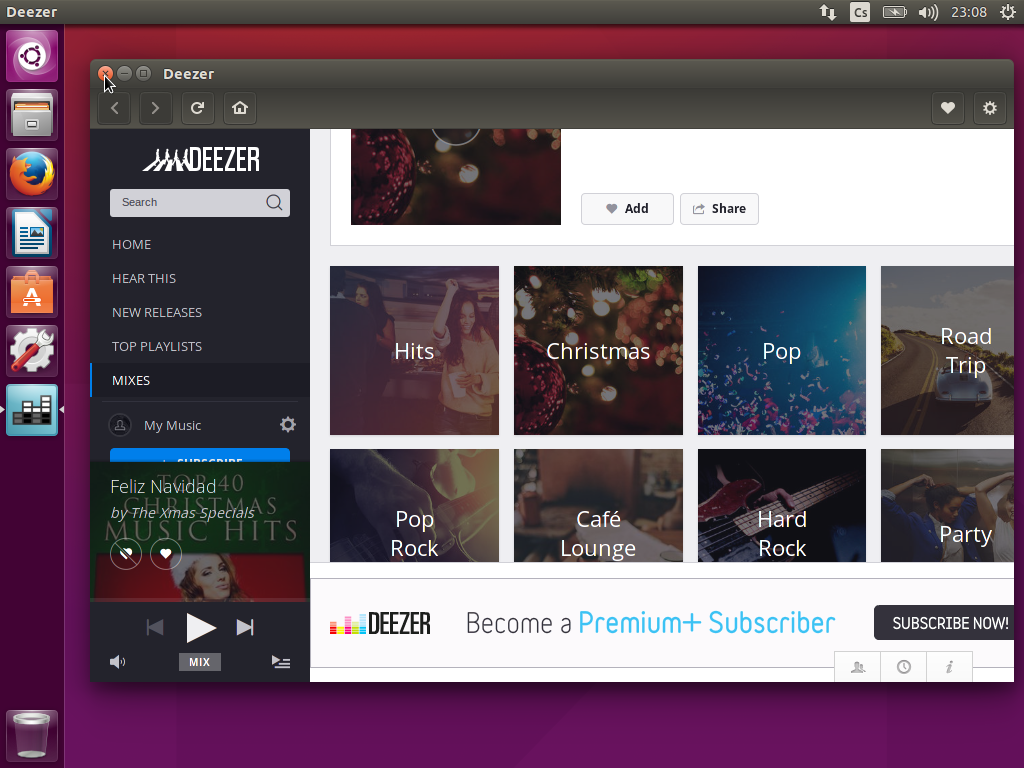 Deezer
Cs
23:08
Deezer
DEEZER
Search
HOME
HEAR THIS
NEW RELEASES
TOP PLAYLISTS
MIXES
My Music
SUBSCRIBE
TOP 40
CHRISTMAS
MUSIC HITS
Feliz Navidad
by The Xmas Specials
MIX
Add
Share
Hits
Christmas
Pop
Road
Trip
Pop
Rock
Café
Lounge
Hard
Rock
Party
DEEZER
Become a Premium+ Subscriber
SUBSCRIBE NOW!